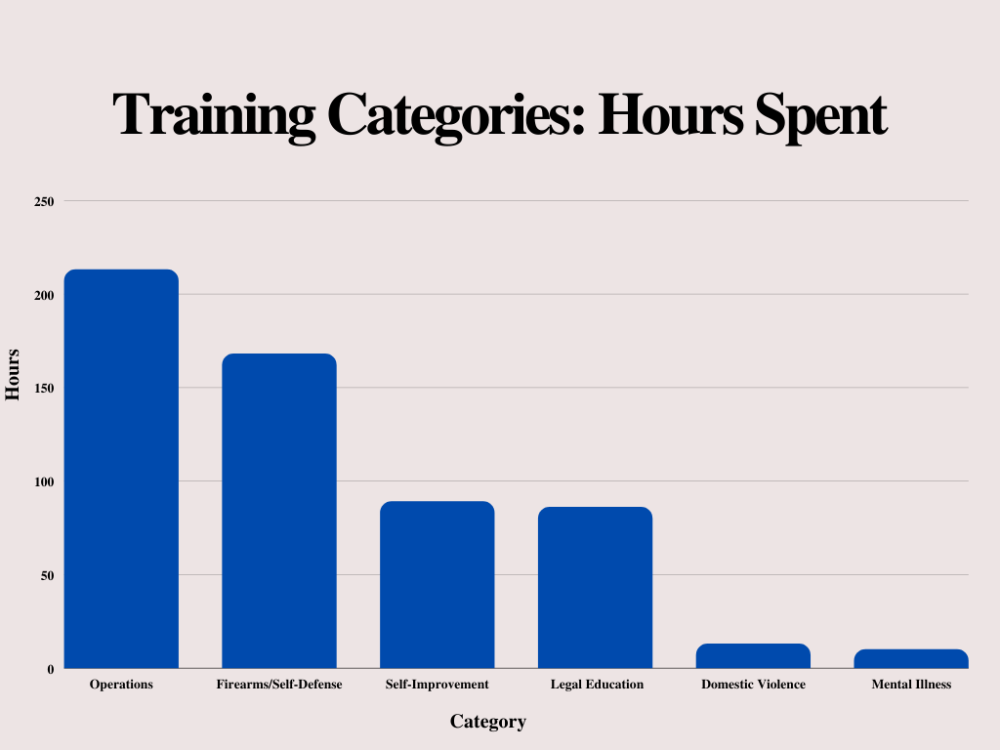 Training Categories: Hours Spent
250
200
150
100
50
0
Hours
Operations
Firearms/Self-Defense
Self-Improvement
Legal Education
Domestic Violence
Mental Illness
Category